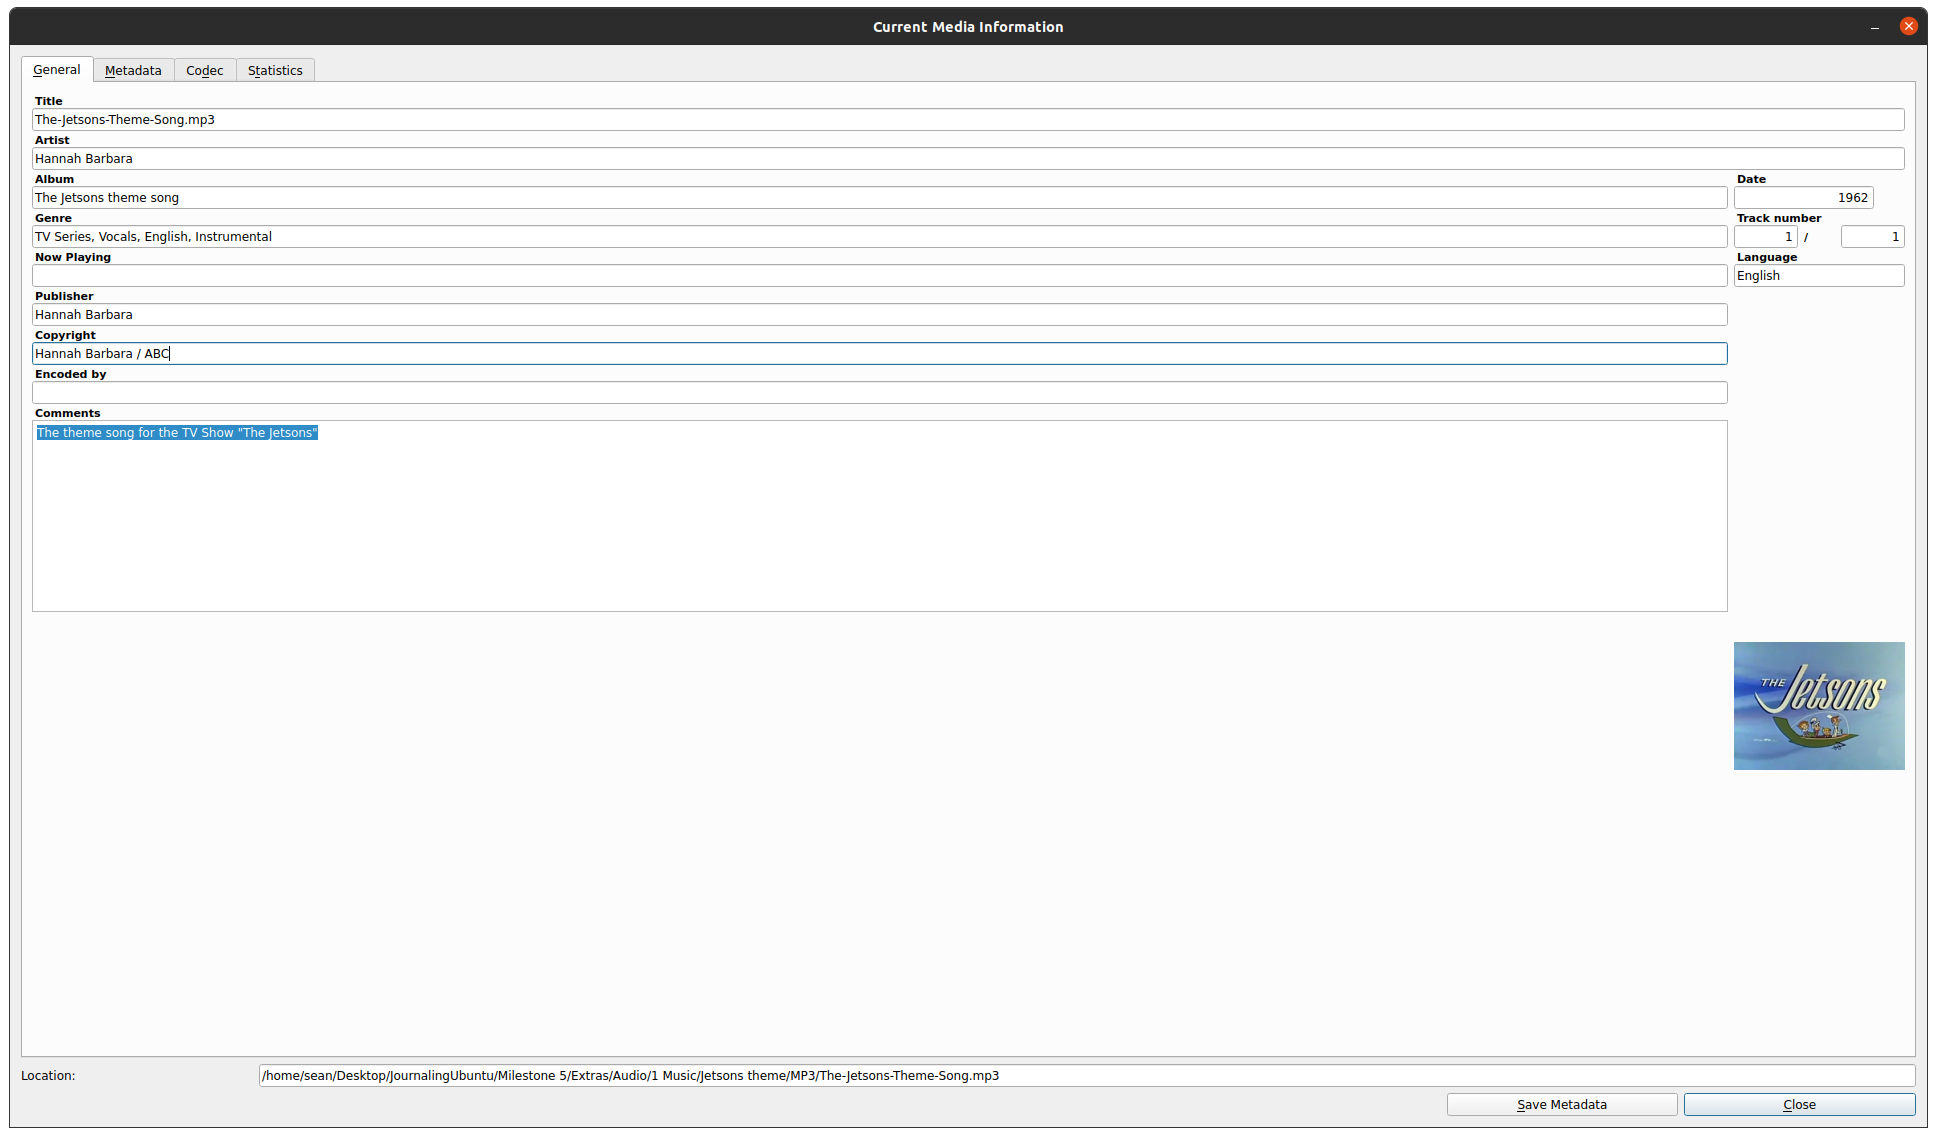 Current Media Information
General Metadata Codec Statistics
Title
The-Jetsons-Theme-Song.mp3
Artist
Hannah Barbara
Album Date
The Jetsons theme song 1962
Genre Track number
TV Series, Vocals, English, Instrumental 1 / 1
Now Playing Language
English
Publisher
Hannah Barbara
Copyright
Hannah Barbara / ABC
Encoded by
Comments
The theme song for the TV Show "The Jetsons"
THE Jetsons
Location: /home/sean/Desktop/JournalingUbuntu/Milestone 5/Extras/Audio/1 Music/Jetsons theme/MP3/The-Jetsons-Theme-Song.mp3
Save Metadata Close